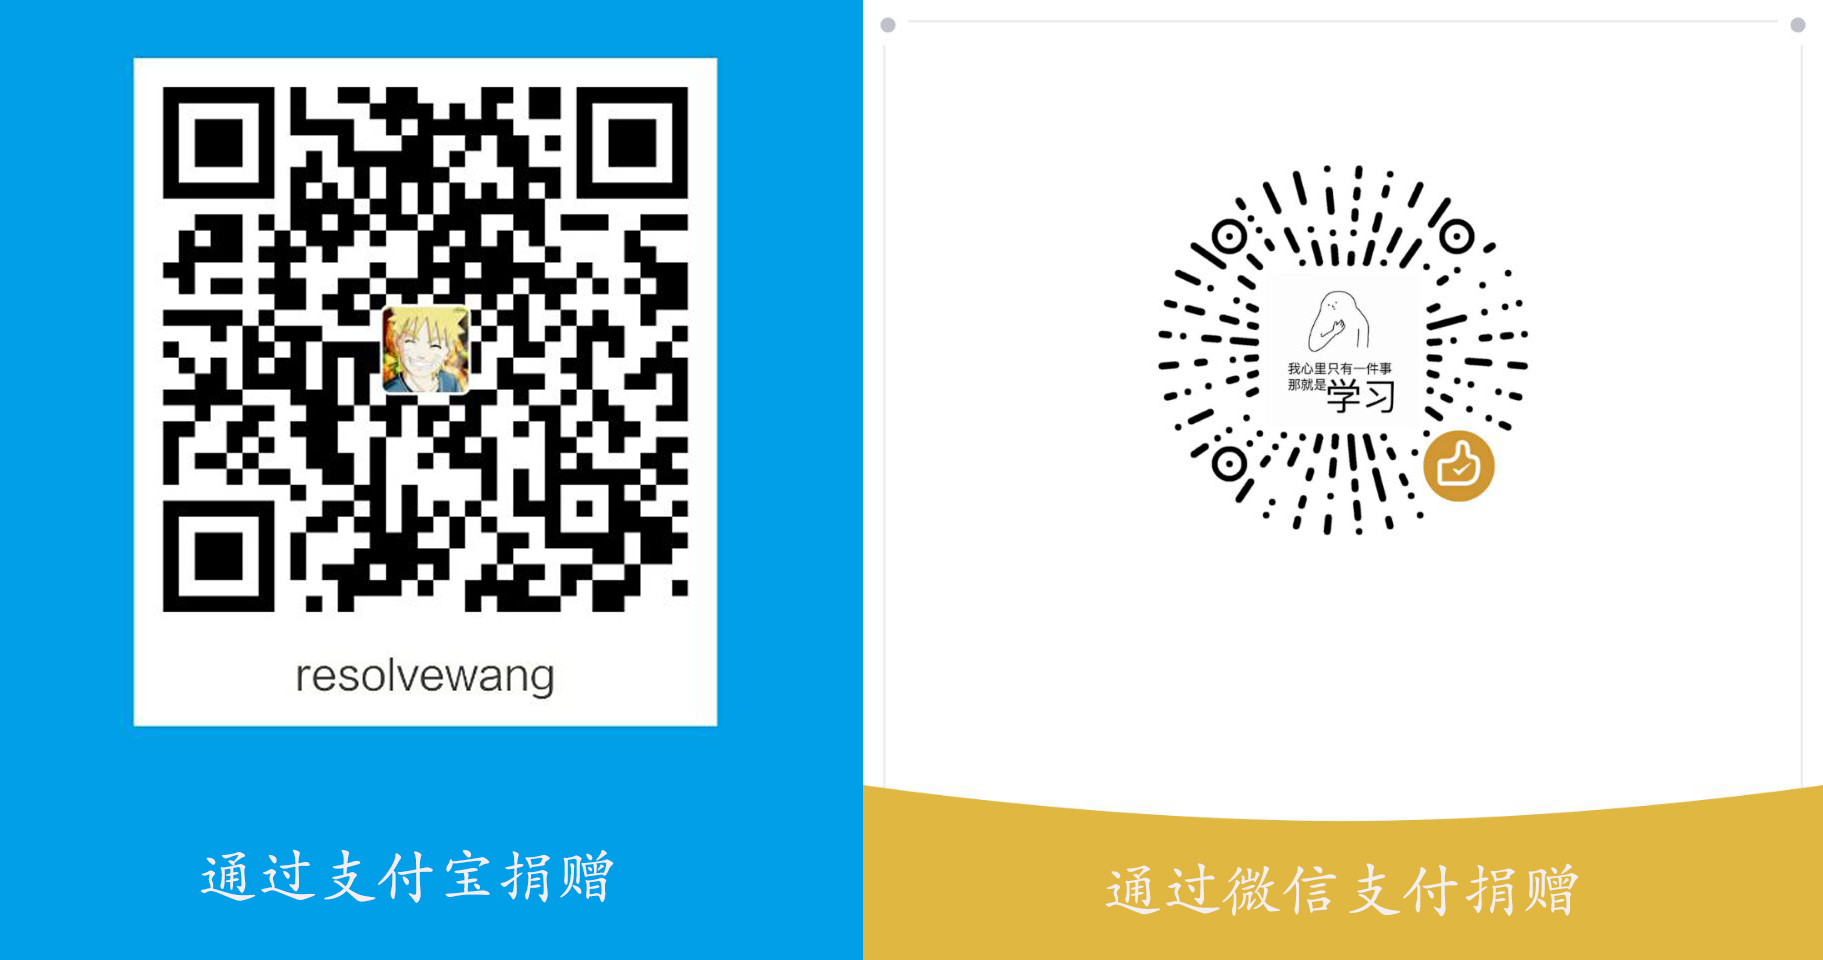 resolvewang
通过支付宝捐赠
我心里只有一件事
那就是学习
通过微信支付捐赠